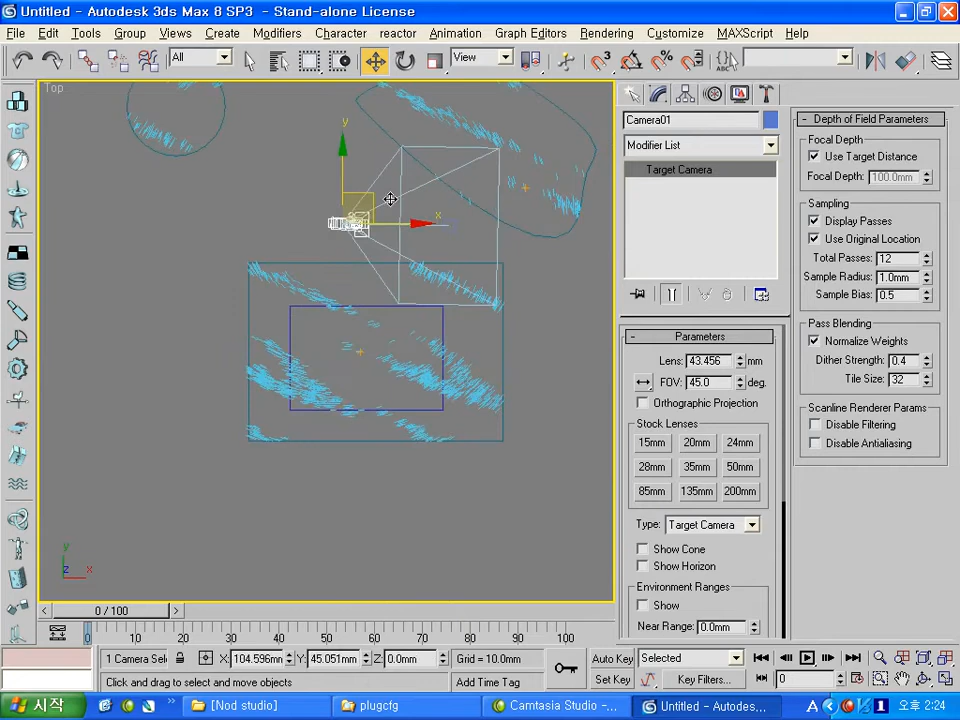 Untitled - Autodesk 3ds Max 8 SP3 - Stand-alone License
File Edit Tools Group Views Create Modifiers Character reactor Animation Graph Editors Rendering Customize MAXScript Help
All View
Top
y
x
y
z x
Camera01
Modifier List
Target Camera
Parameters
Lens: 43.456 mm
FOV: 45.0 deg.
Orthographic Projection
Stock Lenses
15mm 20mm 24mm
28mm 35mm 50mm
85mm 135mm 200mm
Type: Target Camera
Show Cone
Show Horizon
Environment Ranges
Show
Near Range: 0.0mm
Depth of Field Parameters
Focal Depth
Use Target Distance
Focal Depth: 100.0mm
Sampling
Display Passes
Use Original Location
Total Passes: 12
Sample Radius: 1.0mm
Sample Bias: 0.5
Pass Blending
Normalize Weights
Dither Strength: 0.4
Tile Size: 32
Scanline Renderer Params
Disable Filtering
Disable Antialiasing
0 / 100
0 10 20 30 40 50 60 70 80 90 100
1 Camera Sel X: 104.596mm Y: 45.051mm Z: 0.0mm Grid = 10.0mm Auto Key Selected
Click and drag to select and move objects Add Time Tag Set Key Key Filters... 0
시작 [Nod studio] plugcfg Camtasia Studio -... Untitled - Autodes... A 오후 2:24